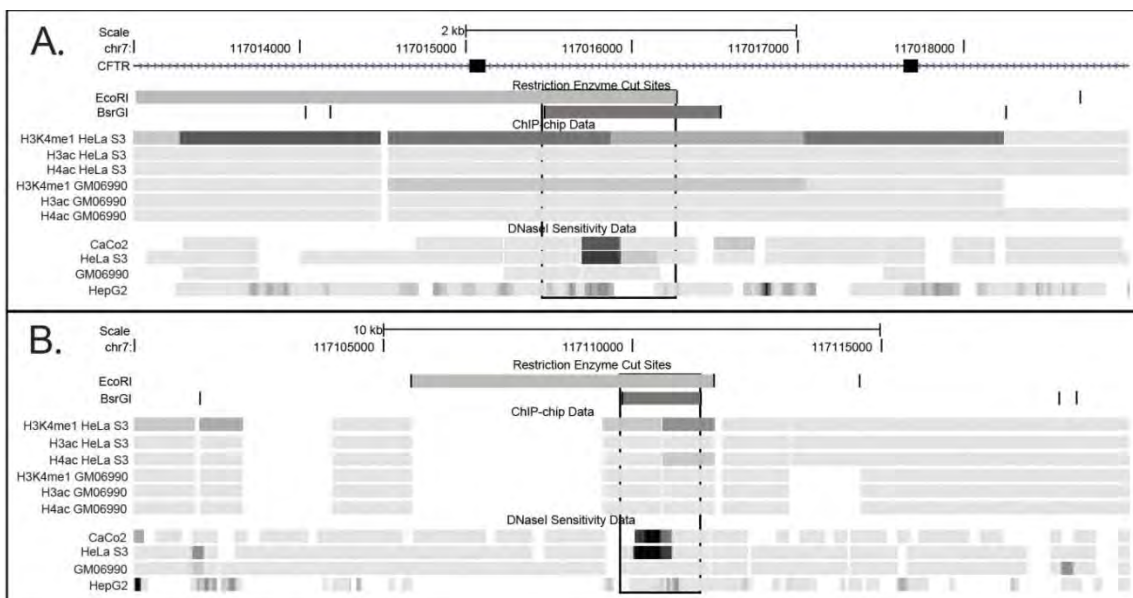 A.
Scale 2 kb
chr7: 117014000 117015000 117016000 117017000 117018000
CFTR
Restriction Enzyme Cut Sites
EcoRI
BsrGI
ChIP-chip Data
H3K4me1 HeLa S3
H3ac HeLa S3
H4ac HeLa S3
H3K4me1 GM06990
H3ac GM06990
H4ac GM06990
DNaseI Sensitivity Data
CaCo2
HeLa S3
GM06990
HepG2
B.
Scale 10 kb
chr7: 117105000 117110000 117115000
Restriction Enzyme Cut Sites
EcoRI
BsrGI
ChIP-chip Data
H3K4me1 HeLa S3
H3ac HeLa S3
H4ac HeLa S3
H3K4me1 GM06990
H3ac GM06990
H4ac GM06990
DNaseI Sensitivity Data
CaCo2
HeLa S3
GM06990
HepG2